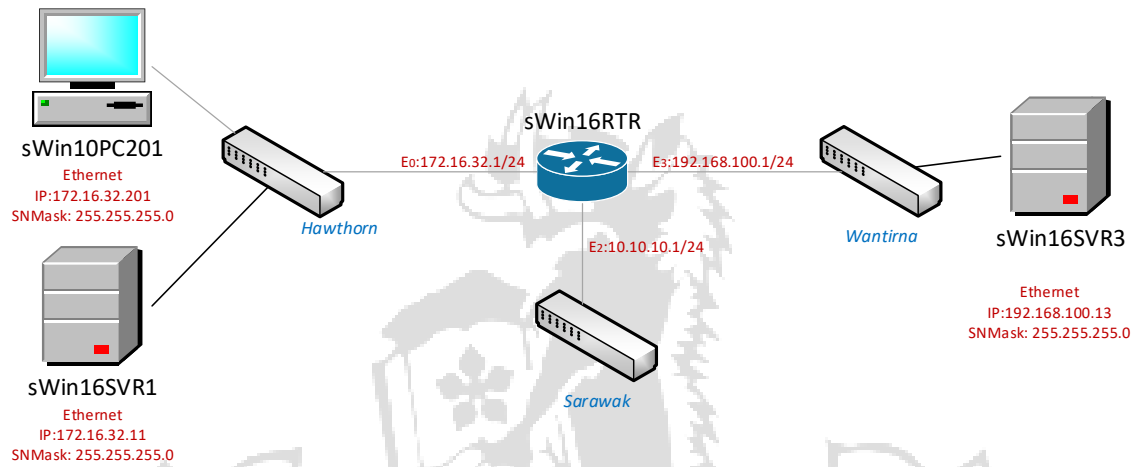 sWin10PC201
Ethernet
IP:172.16.32.201
SNMask: 255.255.255.0
Hawthorn
sWin16SVR1
Ethernet
IP:172.16.32.11
SNMask: 255.255.255.0
sWin16RTR
E0:172.16.32.1/24
E3:192.168.100.1/24
E2:10.10.10.1/24
Sarawak
Wantirna
sWin16SVR3
Ethernet
IP:192.168.100.13
SNMask: 255.255.255.0